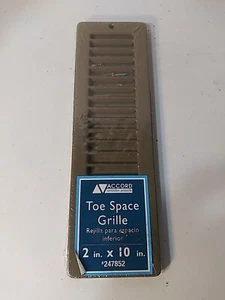 ACCORD
Toe Space
Grille
Rejilla para espacio
inferior
2 in. x 10 in.
#247852